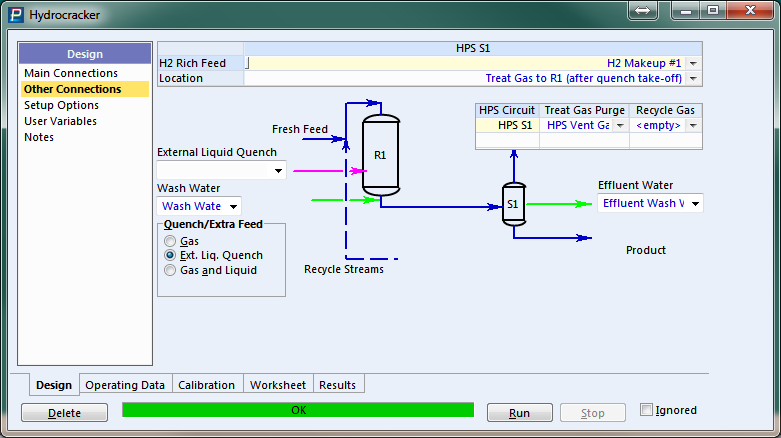 Hydrocracker
Design
Main Connections
Other Connections
Setup Options
User Variables
Notes
HPS S1
H2 Rich Feed H2 Makeup #1
Location Treat Gas to R1 (after quench take-off)
Fresh Feed
R1
External Liquid Quench
Wash Water
Wash Wate
Quench/Extra Feed
Gas
Ext. Liq. Quench
Gas and Liquid
Recycle Streams
HPS Circuit Treat Gas Purge Recycle Gas
HPS S1 HPS Vent Ga <empty>
S1
Effluent Water
Effluent Wash V
Product
Design Operating Data Calibration Worksheet Results
Delete OK Run Stop Ignored